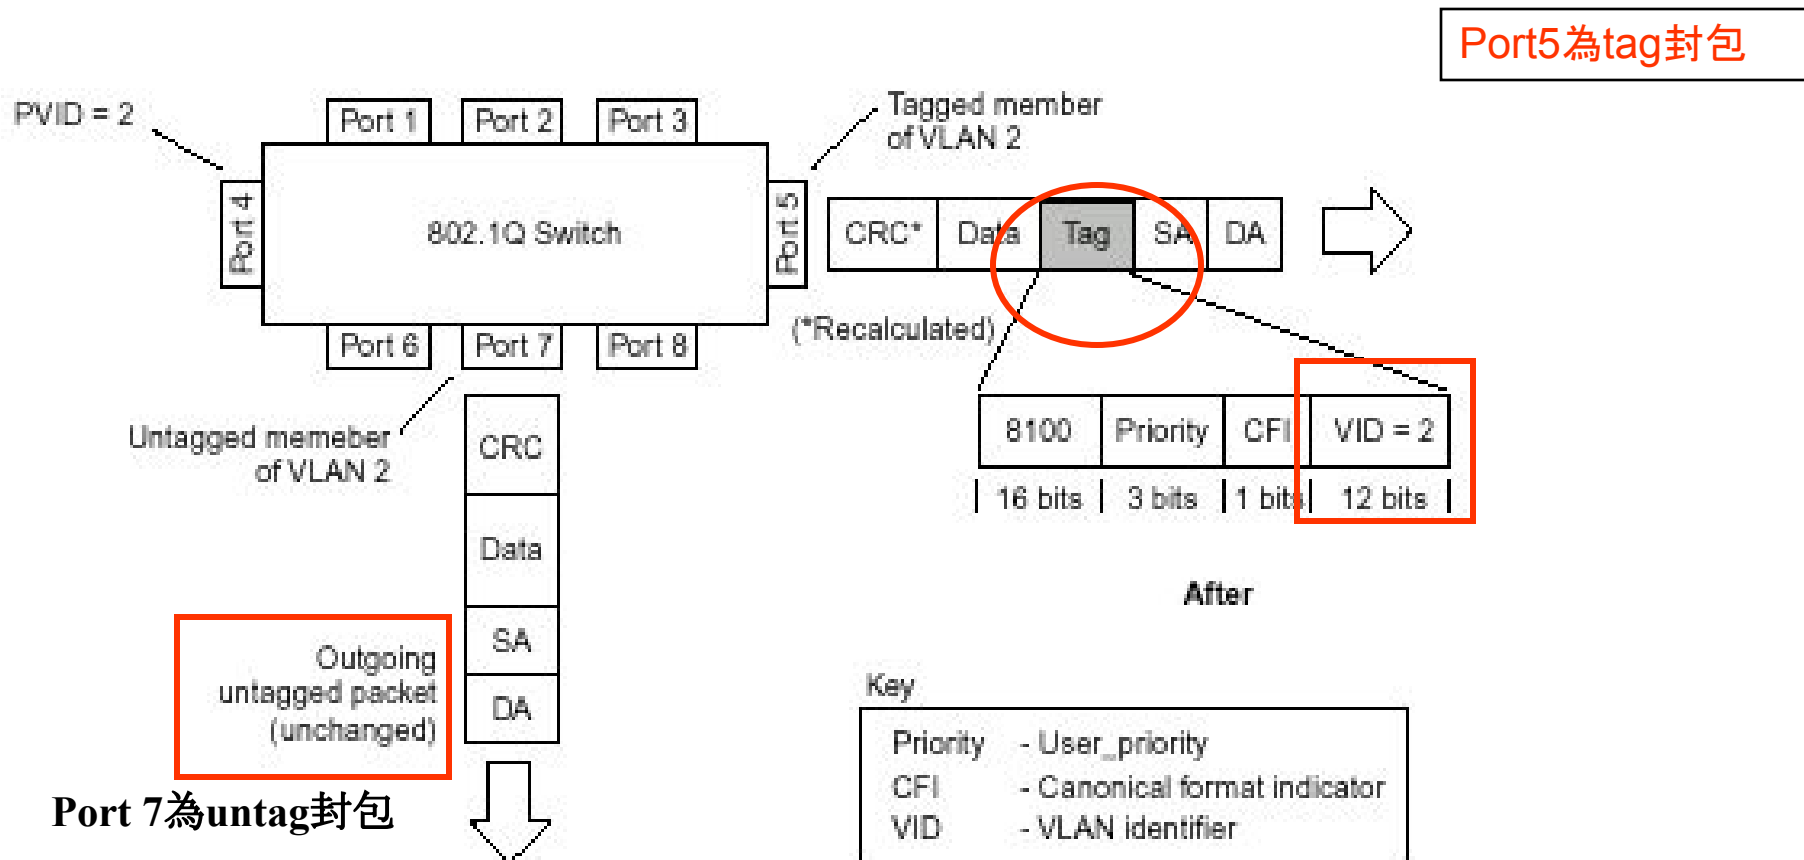 Port5為tag封包
PVID = 2
Port 1
Port 2
Port 3
Tagged member
of VLAN 2
Port 4
802.1Q Switch
Port 5
CRC*
Data
Tag
SA
DA
(*Recalculated)
Port 6
Port 7
Port 8
Untagged memeber
of VLAN 2
8100
Priority
CFI
VID = 2
16 bits
3 bits
1 bits
12 bits
CRC
Data
SA
DA
After
Outgoing
untagged packet
(unchanged)
Port 7為untag封包
Key
Priority - User_priority
CFI - Canonical format indicator
VID - VLAN identifier